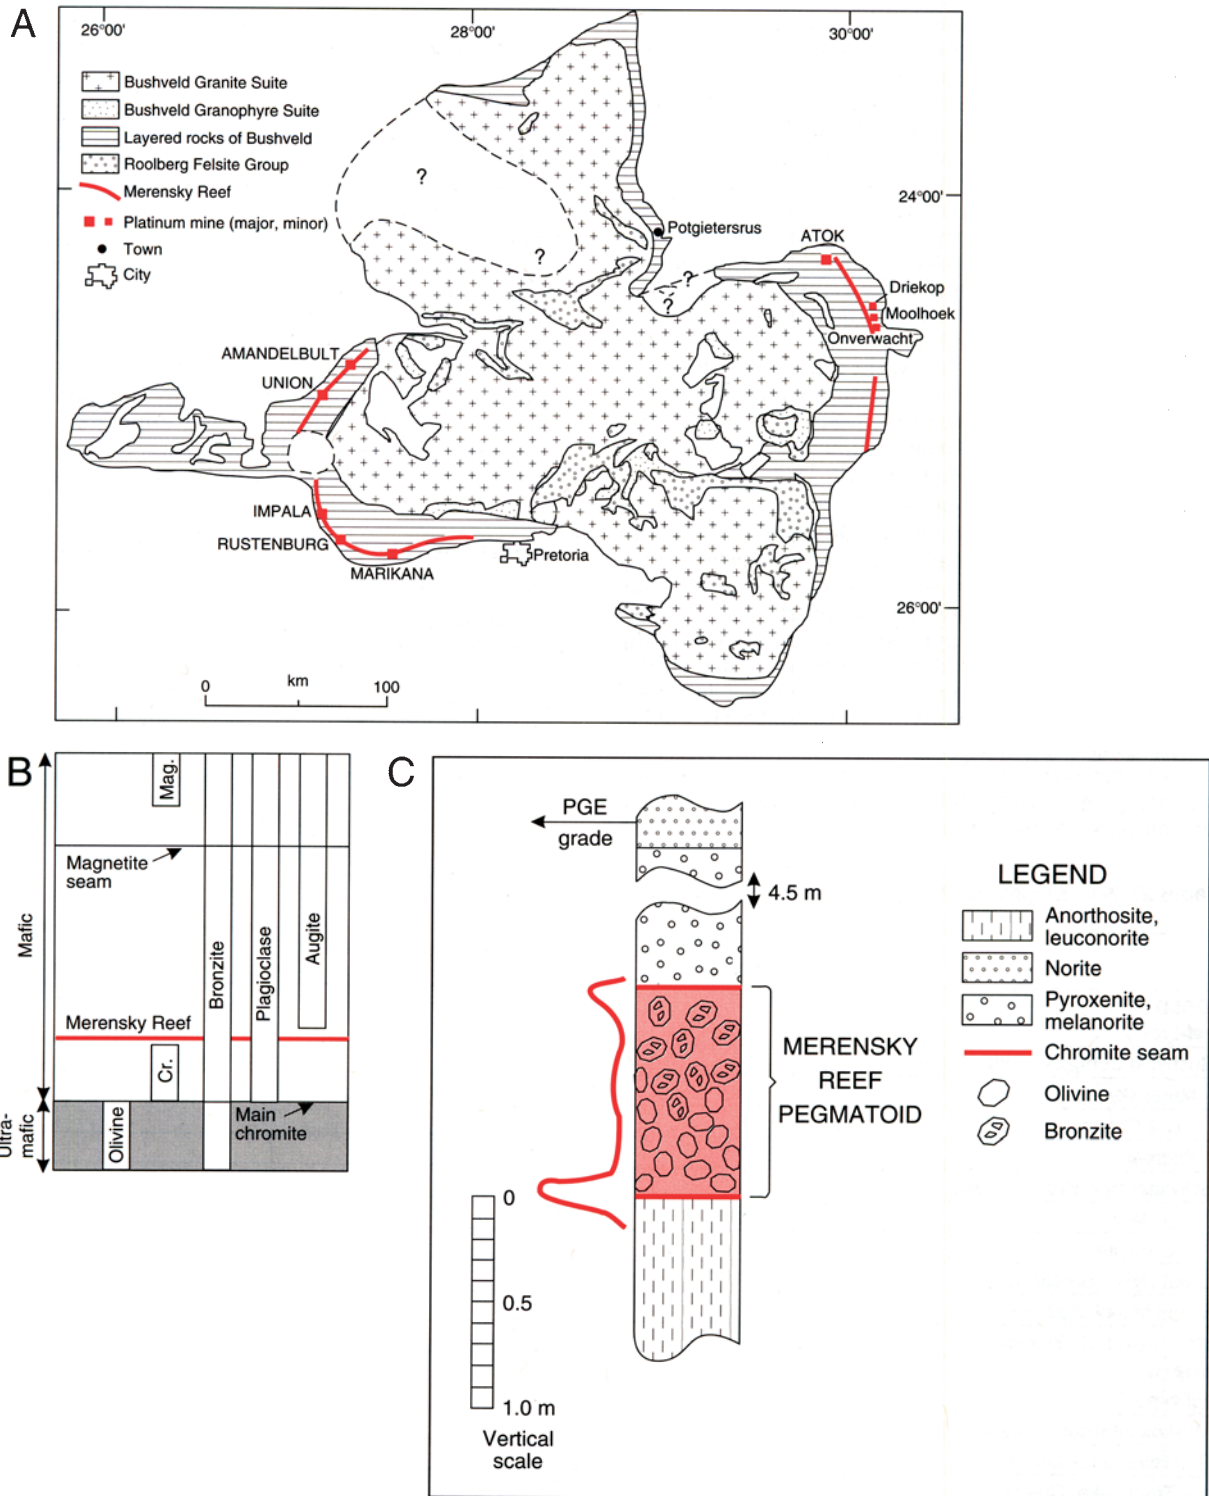 A
26°00'
28°00'
30°00'
Bushveld Granite Suite
Bushveld Granophyre Suite
Layered rocks of Bushveld
Roolberg Felsite Group
Merensky Reef
Platinum mine (major, minor)
Town
City
?
24°00'
Potgietersrus
ATOK
?
?
?
Driekop
Moolhoek
Onverwacht
AMANDELBULT
UNION
IMPALA
RUSTENBURG
MARIKANA
Pretoria
26°00'
km
0
100
B
Mafic
Ultra-
mafic
Mag.
Magnetite
seam
Bronzite
Plagioclase
Augite
Merensky Reef
Cr.
Olivine
Main
chromite
C
PGE
grade
4.5 m
MERENSKY
REEF
PEGMATOID
0
0.5
1.0 m
Vertical
scale
LEGEND
Anorthosite,
leuconorite
Norite
Pyroxenite,
melanorite
Chromite seam
Olivine
Bronzite